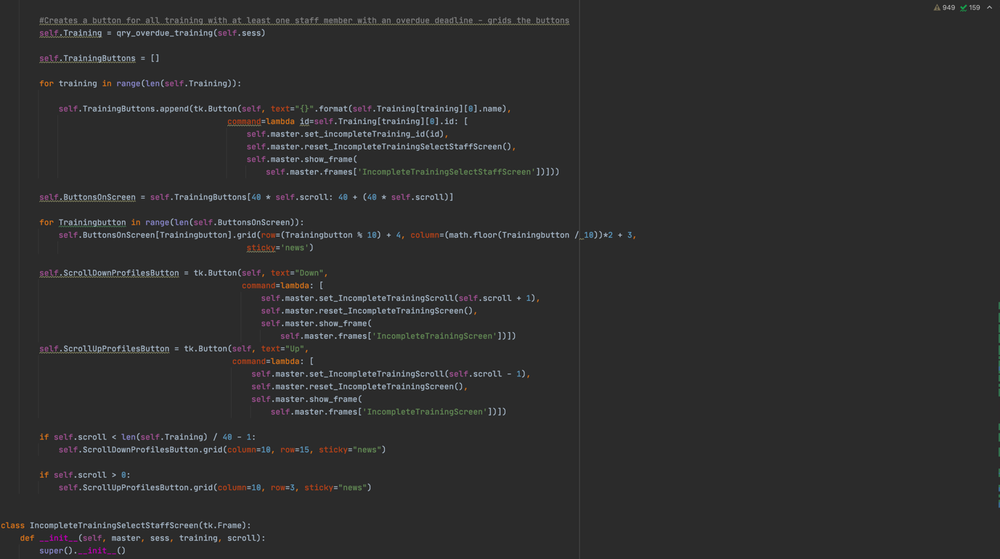 949 159
#Creates a button for all training with at least one staff member with an overdue deadline - grids the buttons
self.Training = qry_overdue_training(self.sess)
self.TrainingButtons = []
for training in range(len(self.Training)):
self.TrainingButtons.append(tk.Button(self, text="{}".format(self.Training[training][0].name),
command=lambda id=self.Training[training][0].id: [
self.master.set_incompleteTraining_id(id),
self.master.reset_IncompleteTrainingSelectStaffScreen(),
self.master.show_frame(
self.master.frames['IncompleteTrainingSelectStaffScreen'])]))
self.ButtonsOnScreen = self.TrainingButtons[40 * self.scroll: 40 + (40 * self.scroll)]
for Trainingbutton in range(len(self.ButtonsOnScreen)):
self.ButtonsOnScreen[Trainingbutton].grid(row=(Trainingbutton % 10) + 4, column=(math.floor(Trainingbutton / 10))*2 + 3,
sticky='news')
self.ScrollDownProfilesButton = tk.Button(self, text="Down",
command=lambda: [
self.master.set_IncompleteTrainingScroll(self.scroll + 1),
self.master.reset_IncompleteTrainingScreen(),
self.master.show_frame(
self.master.frames['IncompleteTrainingScreen'])])
self.ScrollUpProfilesButton = tk.Button(self, text="Up",
command=lambda: [
self.master.set_IncompleteTrainingScroll(self.scroll - 1),
self.master.reset_IncompleteTrainingScreen(),
self.master.show_frame(
self.master.frames['IncompleteTrainingScreen'])])
if self.scroll < len(self.Training) / 40 - 1:
self.ScrollDownProfilesButton.grid(column=10, row=15, sticky="news")
if self.scroll > 0:
self.ScrollUpProfilesButton.grid(column=10, row=3, sticky="news")
class IncompleteTrainingSelectStaffScreen(tk.Frame):
def __init__(self, master, sess, training, scroll):
super().__init__()